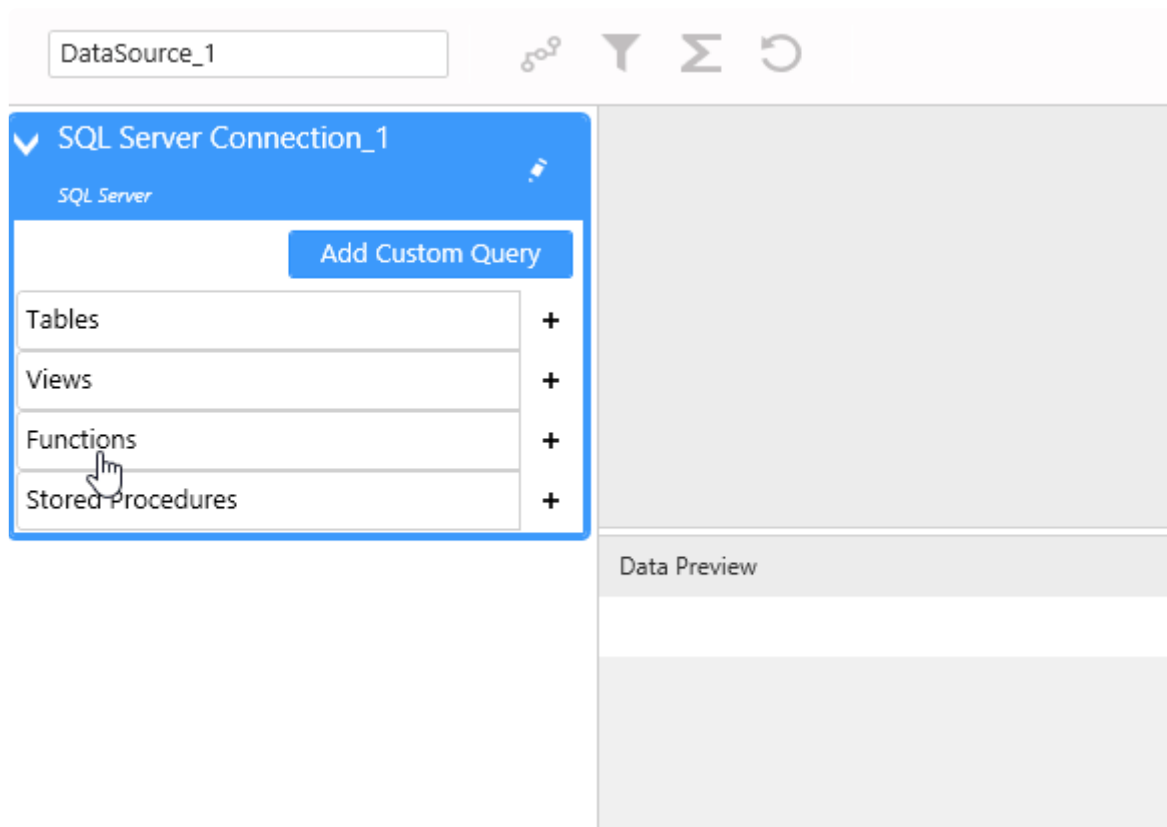 DataSource_1
SQL Server Connection_1
SQL Server
Add Custom Query
Tables
Views
Functions
Stored Procedures
Data Preview